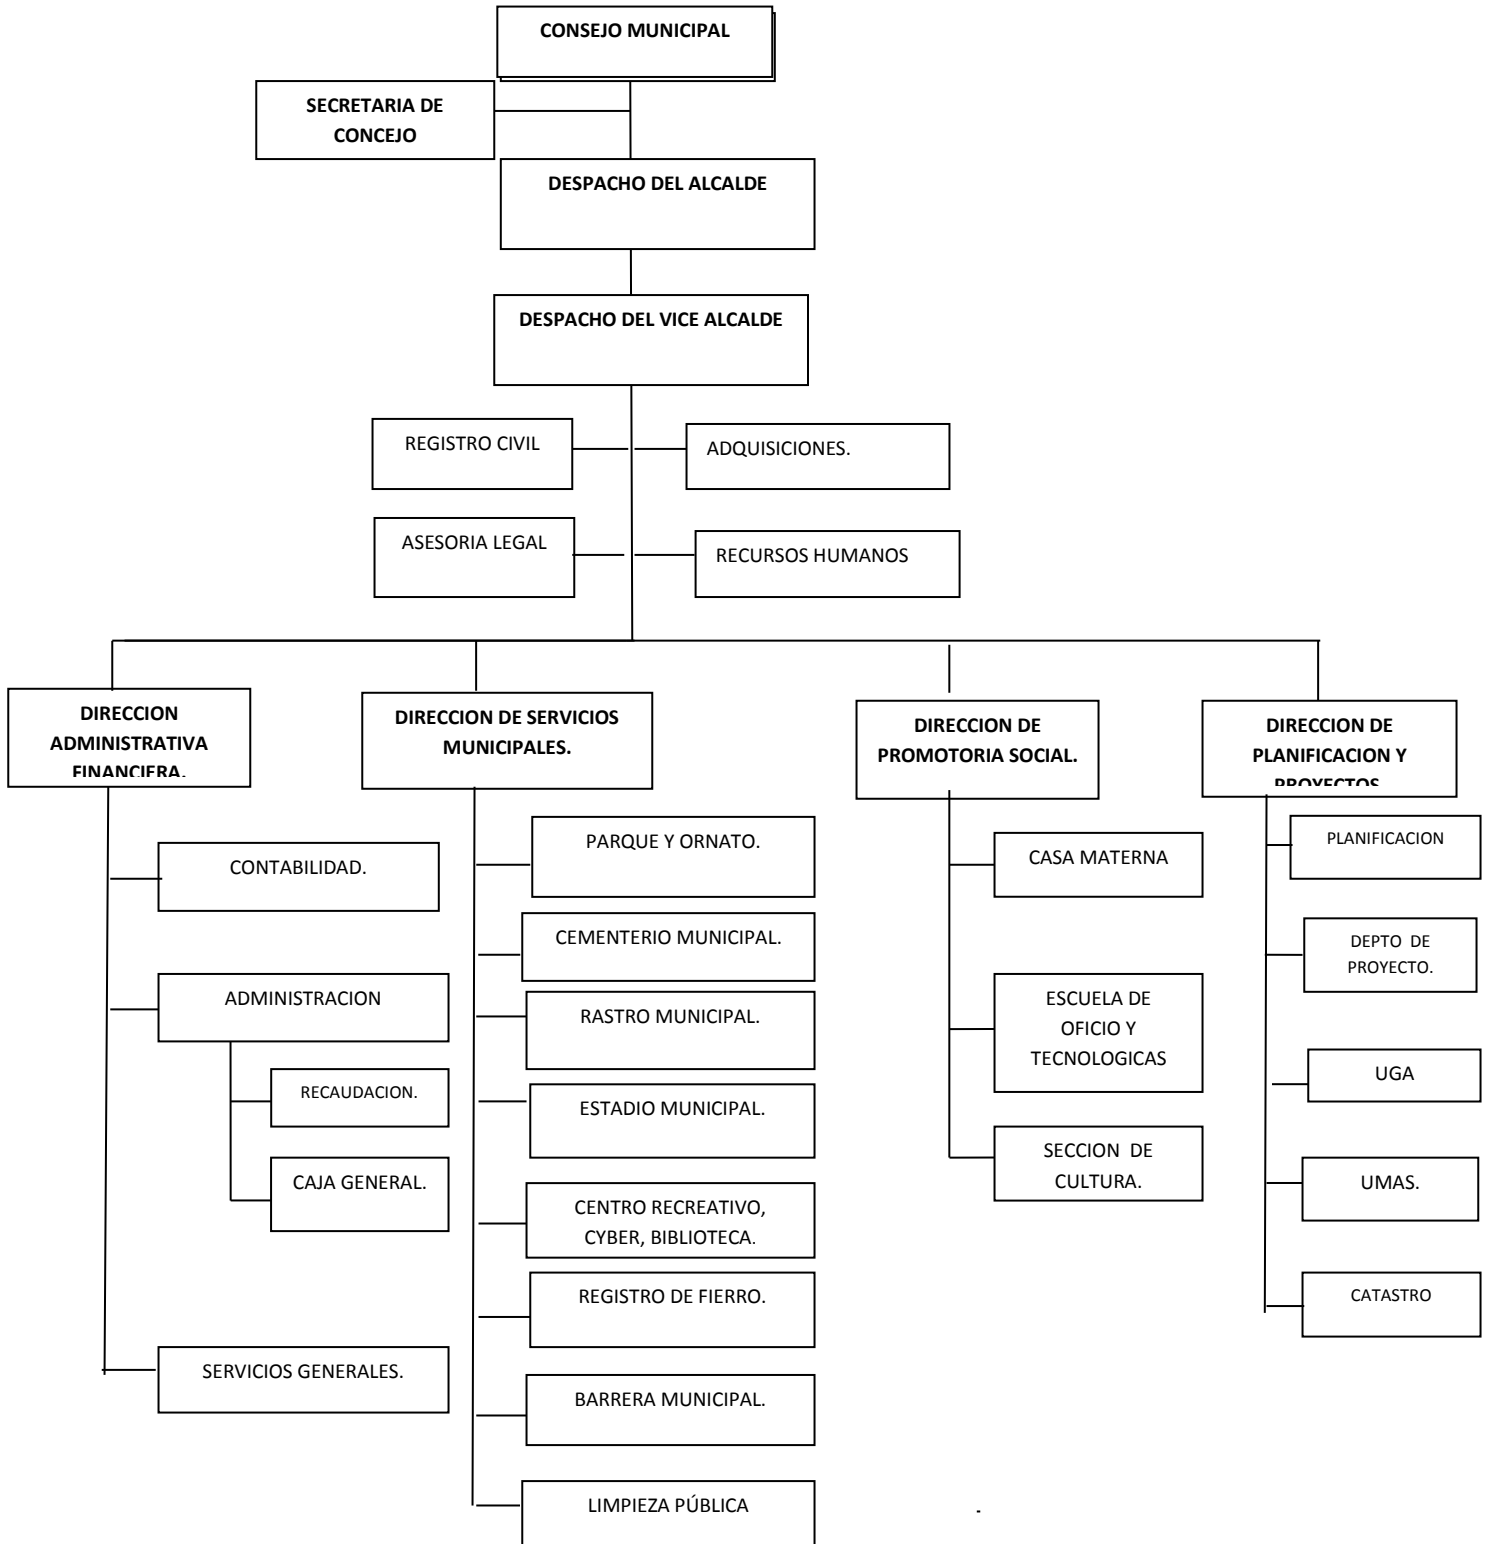 CONSEJO MUNICIPAL
SECRETARIA DE
CONCEJO
DESPACHO DEL ALCALDE
DESPACHO DEL VICE ALCALDE
REGISTRO CIVIL
ADQUISICIONES.
ASESORIA LEGAL
RECURSOS HUMANOS
DIRECCION
ADMINISTRATIVA
FINANCIERA.
DIRECCION DE SERVICIOS
MUNICIPALES.
DIRECCION DE
PROMOTORIA SOCIAL.
DIRECCION DE
PLANIFICACION Y
PROYECTOS
CONTABILIDAD.
ADMINISTRACION
RECAUDACION.
CAJA GENERAL.
SERVICIOS GENERALES.
PARQUE Y ORNATO.
CEMENTERIO MUNICIPAL.
RASTRO MUNICIPAL.
ESTADIO MUNICIPAL.
CENTRO RECREATIVO,
CYBER, BIBLIOTECA.
REGISTRO DE FIERRO.
BARRERA MUNICIPAL.
LIMPIEZA PÚBLICA
CASA MATERNA
ESCUELA DE
OFICIO Y
TECNOLOGICAS
SECCION DE
CULTURA.
PLANIFICACION
DEPTO DE
PROYECTO.
UGA
UMAS.
CATASTRO
-